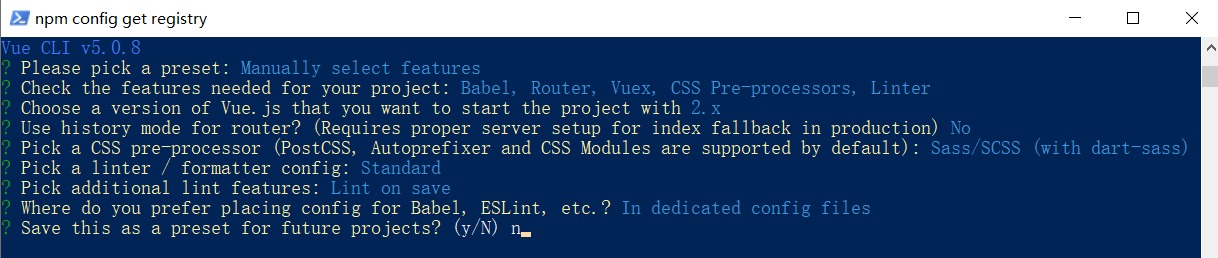 npm config get registry
Vue CLI v5.0.8
? Please pick a preset: Manually select features
? Check the features needed for your project: Babel, Router, Vuex, CSS Pre-processors, Linter
? Choose a version of Vue.js that you want to start the project with 2.x
? Use history mode for router? (Requires proper server setup for index fallback in production) No
? Pick a CSS pre-processor (PostCSS, Autoprefixer and CSS Modules are supported by default): Sass/SCSS (with dart-sass)
? Pick a linter / formatter config: Standard
? Pick additional lint features: Lint on save
? Where do you prefer placing config for Babel, ESLint, etc.? In dedicated config files
? Save this as a preset for future projects? (y/N) n